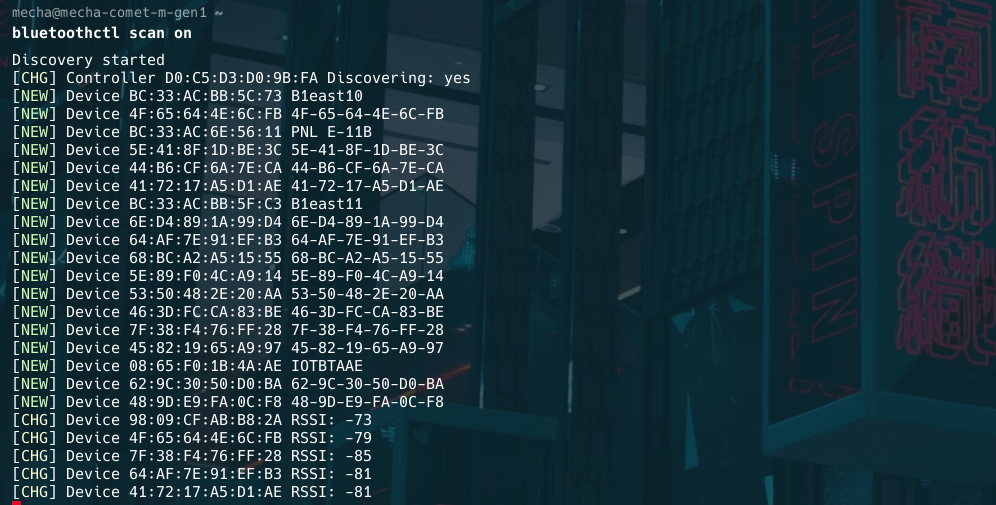 mecha@mecha-comet-m-gen1 ~
bluetoothctl scan on
Discovery started
[CHG] Controller D0:C5:D3:D0:9B:FA Discovering: yes
[NEW] Device BC:33:AC:BB:5C:73 B1east10
[NEW] Device 4F:65:64:4E:6C:FB 4F-65-64-4E-6C-FB
[NEW] Device BC:33:AC:6E:56:11 PNL E-11B
[NEW] Device 5E:41:8F:1D:BE:3C 5E-41-8F-1D-BE-3C
[NEW] Device 44:B6:CF:6A:7E:CA 44-B6-CF-6A-7E-CA
[NEW] Device 41:72:17:A5:D1:AE 41-72-17-A5-D1-AE
[NEW] Device BC:33:AC:BB:5F:C3 B1east11
[NEW] Device 6E:D4:89:1A:99:D4 6E-D4-89-1A-99-D4
[NEW] Device 64:AF:7E:91:EF:B3 64-AF-7E-91-EF-B3
[NEW] Device 68:BC:A2:A5:15:55 68-BC-A2-A5-15-55
[NEW] Device 5E:89:F0:4C:A9:14 5E-89-F0-4C-A9-14
[NEW] Device 53:50:48:2E:20:AA 53-50-48-2E-20-AA
[NEW] Device 46:3D:FC:CA:83:BE 46-3D-FC-CA-83-BE
[NEW] Device 7F:38:F4:76:FF:28 7F-38-F4-76-FF-28
[NEW] Device 45:82:19:65:A9:97 45-82-19-65-A9-97
[NEW] Device 08:65:F0:1B:4A:AE IOTBTAAE
[NEW] Device 62:9C:30:50:D0:BA 62-9C-30-50-D0-BA
[NEW] Device 48:9D:E9:FA:0C:F8 48-9D-E9-FA-0C-F8
[CHG] Device 98:09:CF:AB:B8:2A RSSI: -73
[CHG] Device 4F:65:64:4E:6C:FB RSSI: -79
[CHG] Device 7F:38:F4:76:FF:28 RSSI: -85
[CHG] Device 64:AF:7E:91:EF:B3 RSSI: -81
[CHG] Device 41:72:17:A5:D1:AE RSSI: -81
SPIN